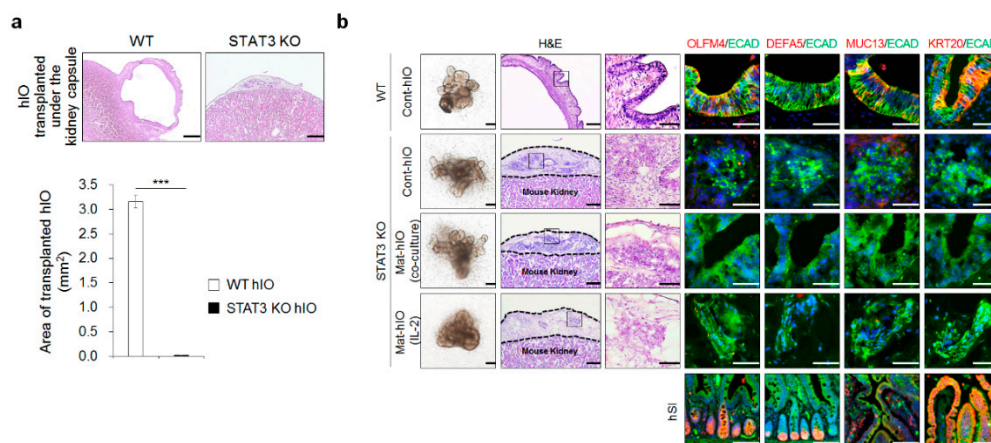 a
WT
STAT3 KO
hIO
transplanted
under the
kidney capsule
***
Area of transplanted hIO
(mm²)
3.5
3.0
2.5
2.0
1.5
1.0
0.5
0.0
WT hIO
STAT3 KO hIO
b
H&E
OLFM4/ECAD
DEFA5/ECAD
MUC13/ECAD
KRT20/ECAD
WT
Cont-hIO
STAT3 KO
Cont-hIO
Mouse Kidney
Mat-hIO
(co-culture)
Mouse Kidney
Mat-hIO
(IL-2)
Mouse Kidney
hSI